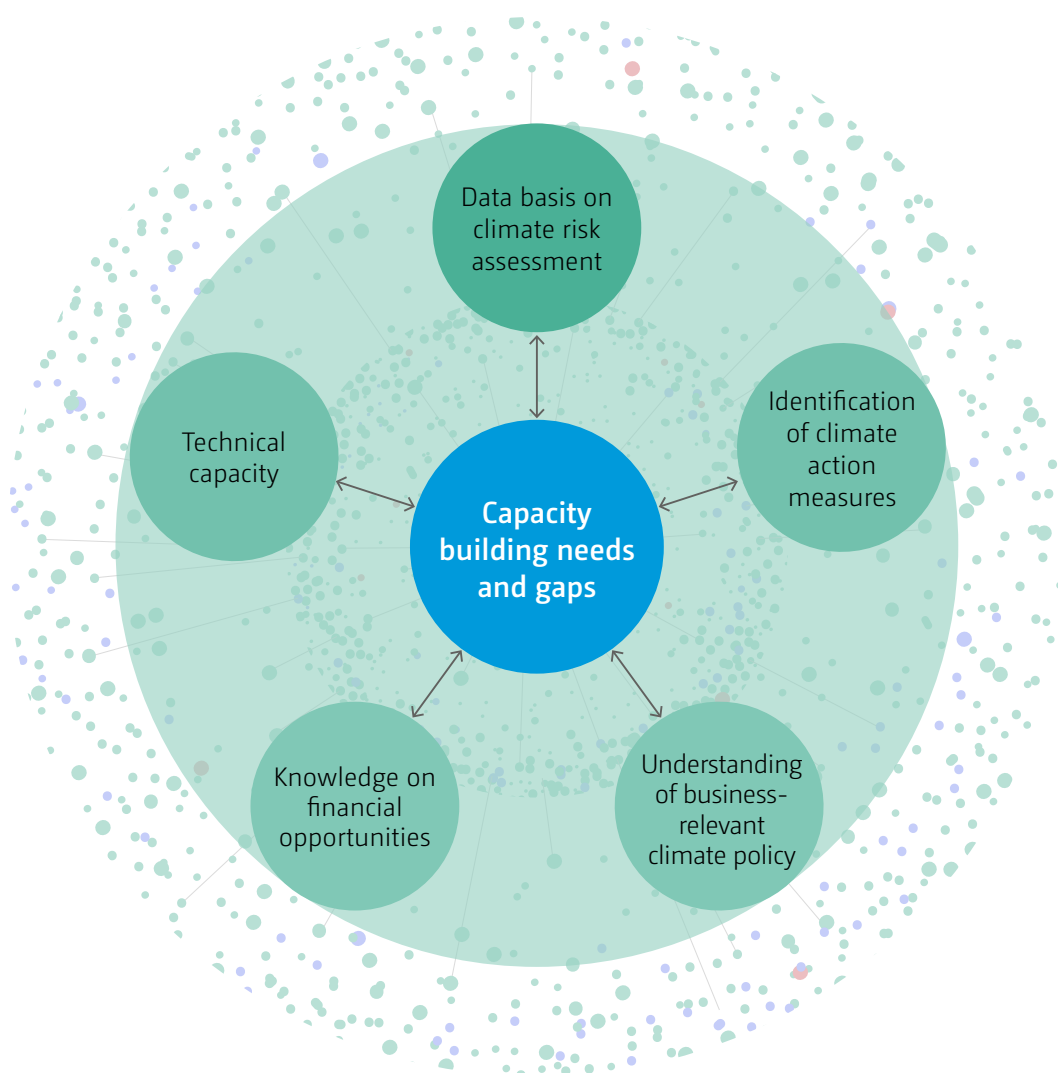 Data basis on
climate risk
assessment
Identification
of climate
action
measures
Technical
capacity
Capacity
building needs
and gaps
Knowledge on
financial
opportunities
Understanding
of business-
relevant
climate policy